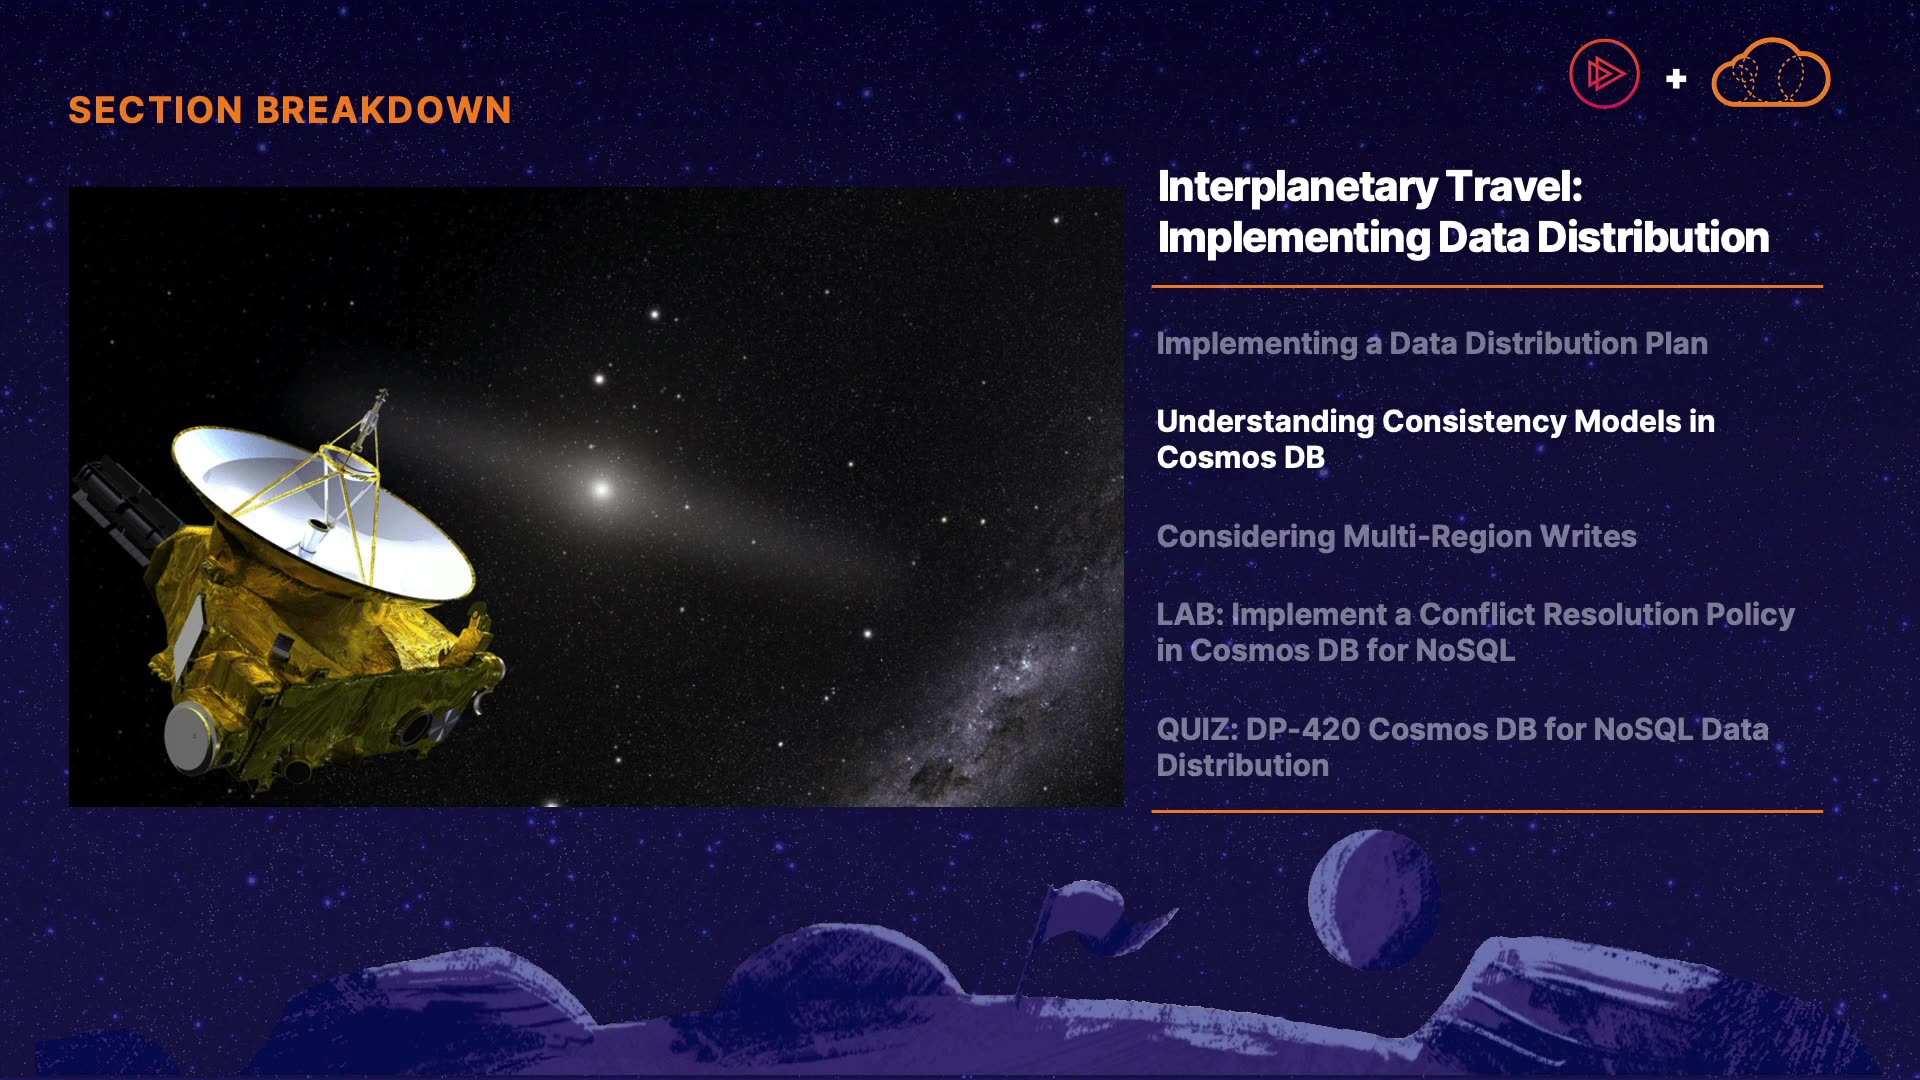 SECTION BREAKDOWN
+
Interplanetary Travel:
Implementing Data Distribution
Implementing a Data Distribution Plan
Understanding Consistency Models in
Cosmos DB
Considering Multi-Region Writes
LAB: Implement a Conflict Resolution Policy
in Cosmos DB for NoSQL
QUIZ: DP-420 Cosmos DB for NoSQL Data
Distribution